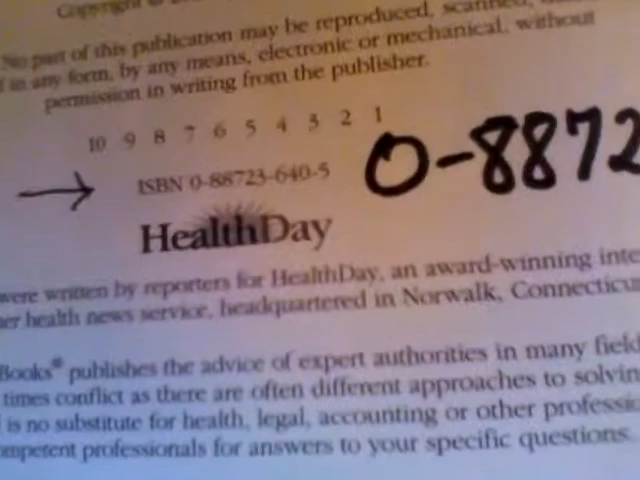 Copyright ©
No part of this publication may be reproduced, scanned,
in any form, by any means, electronic or mechanical, without
permission in writing from the publisher.
10 9 8 7 6 5 4 3 2 1
ISBN 0-88723-640-5
0-8872
HealthDay
were written by reporters for HealthDay, an award-winning inte
er health news service, headquartered in Norwalk, Connecticu
Books® publishes the advice of expert authorities in many field
times conflict as there are often different approaches to solvin
is no substitute for health, legal, accounting or other professio
ompetent professionals for answers to your specific questions.